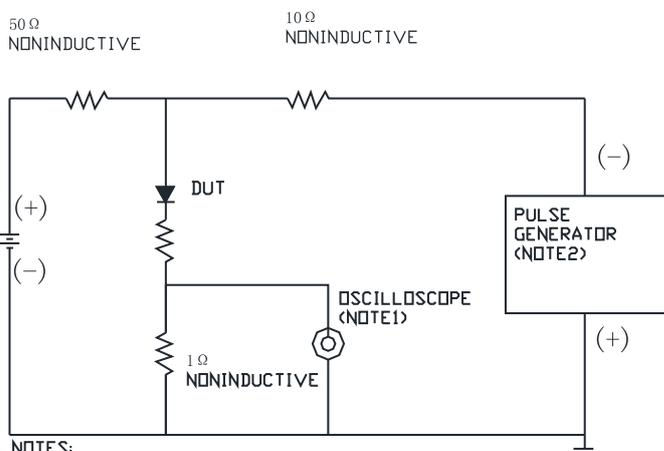 50 Ω
NONINDUCTIVE
10 Ω
NONINDUCTIVE
(+)
(−)
DUT
(−)
PULSE
GENERATOR
(NOTE2)
(+)
OSCILLOSCOPE
(NOTE1)
1 Ω
NONINDUCTIVE
NOTES: